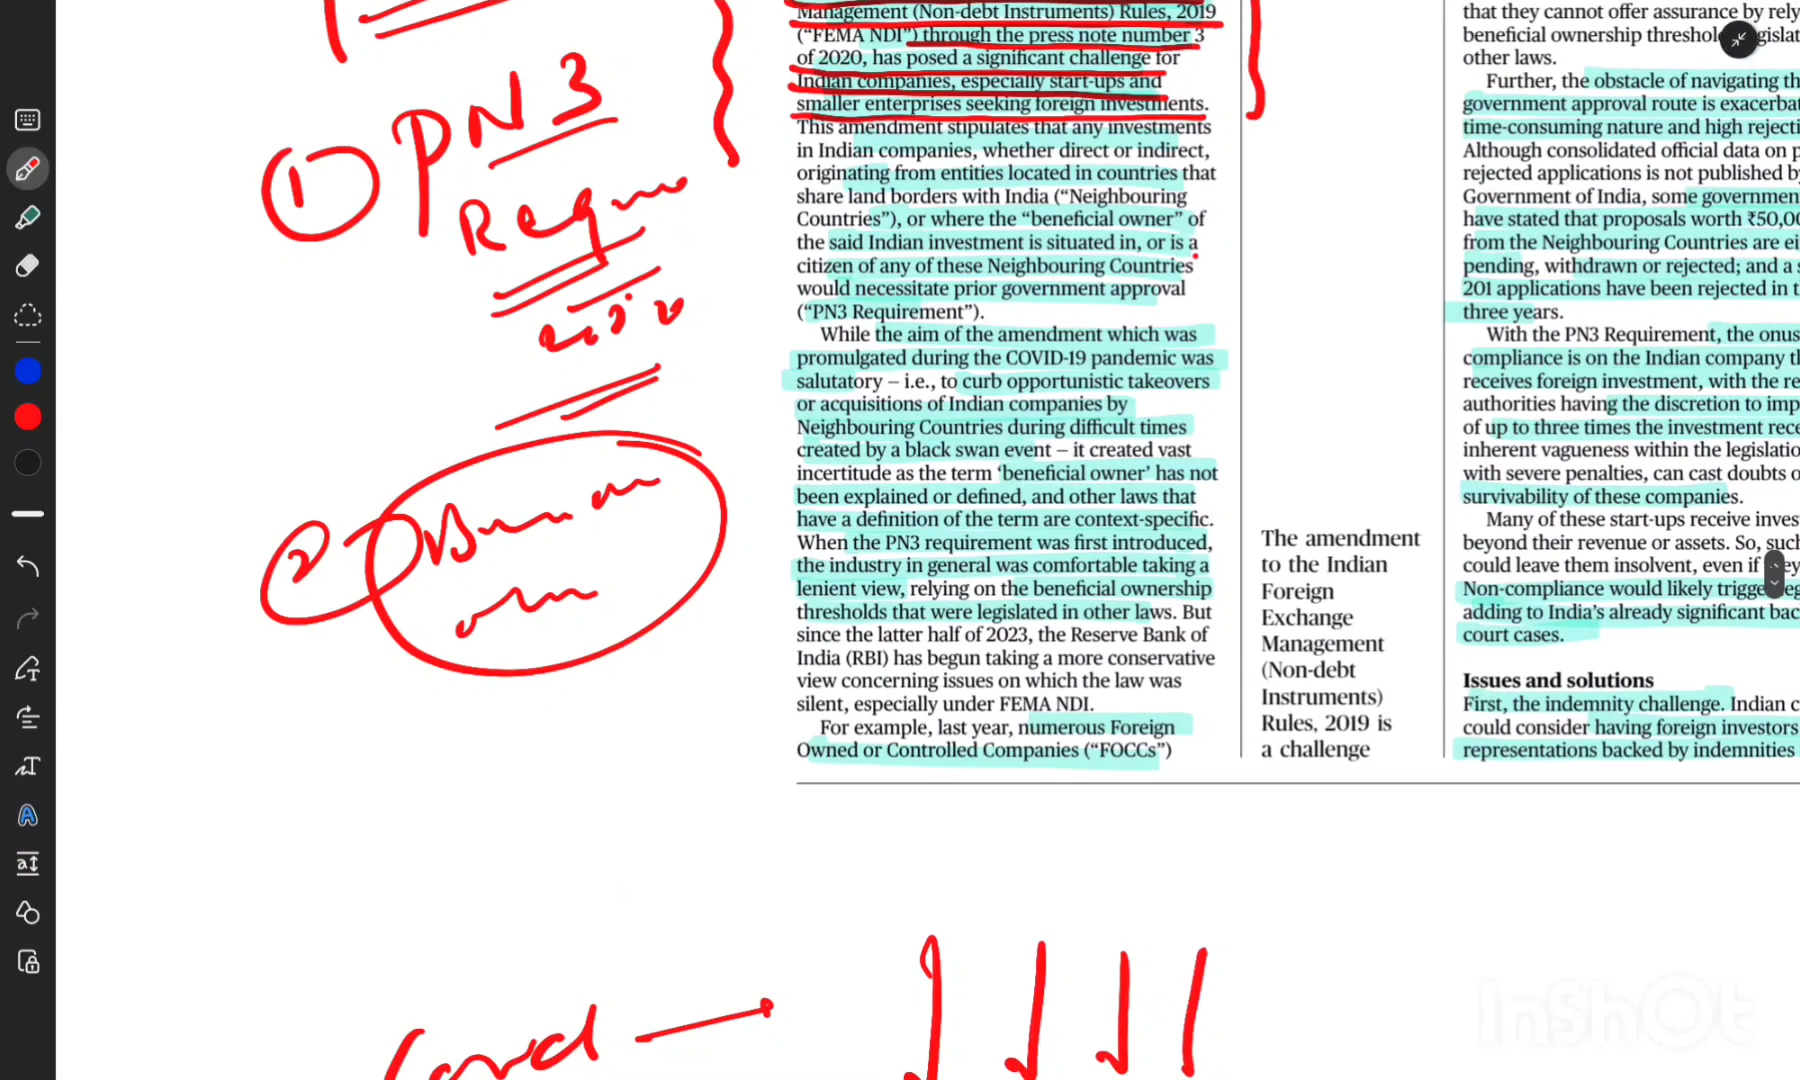 ① PN3
Management (Non-debt Instruments) Rules, 2019
("FEMA NDI") through the press note number 3
of 2020, has posed a significant challenge for
Indian companies, especially start-ups and
smaller enterprises seeking foreign investments.
This amendment stipulates that any investments
in Indian companies, whether direct or indirect,
originating from entities located in countries that
share land borders with India ("Neighbouring
Countries"), or where the "beneficial owner" of
the said Indian investment is situated in, or is a
citizen of any of these Neighbouring Countries
would necessitate prior government approval
("PN3 Requirement").
While the aim of the amendment which was
promulgated during the COVID-19 pandemic was
salutatory – i.e., to curb opportunistic takeovers
or acquisitions of Indian companies by
Neighbouring Countries during difficult times
created by a black swan event – it created vast
incertitude as the term ‘beneficial owner’ has not
been explained or defined, and other laws that
have a definition of the term are context-specific.
When the PN3 requirement was first introduced,
the industry in general was comfortable taking a
lenient view, relying on the beneficial ownership
thresholds that were legislated in other laws. But
since the latter half of 2023, the Reserve Bank of
India (RBI) has begun taking a more conservative
view concerning issues on which the law was
silent, especially under FEMA NDI.
For example, last year, numerous Foreign
Owned or Controlled Companies ("FOCCs")
The amendment
to the Indian
Foreign
Exchange
Management
(Non-debt
Instruments)
Rules, 2019 is
a challenge
that they cannot offer assurance by rely
beneficial ownership threshol
other laws.
Further, the obstacle of navigating th
government approval route is exacerbat
time-consuming nature and high rejecti
Although consolidated official data on p
rejected applications is not published by
Government of India, some government
have stated that proposals worth ₹50,00
from the Neighbouring Countries are ei
pending, withdrawn or rejected; and a s
201 applications have been rejected in t
three years.
With the PN3 Requirement, the onus
compliance is on the Indian company th
receives foreign investment, with the re
authorities having the discretion to imp
of up to three times the investment rece
inherent vagueness within the legislatio
with severe penalties, can cast doubts o
survivability of these companies.
Many of these start-ups receive inves
beyond their revenue or assets. So, such
could leave them insolvent, even if
Non-compliance would likely trigge
adding to India's already significant bac
court cases.
Issues and solutions
First, the indemnity challenge. Indian c
could consider having foreign investors
representations backed by indemnities
InShOt